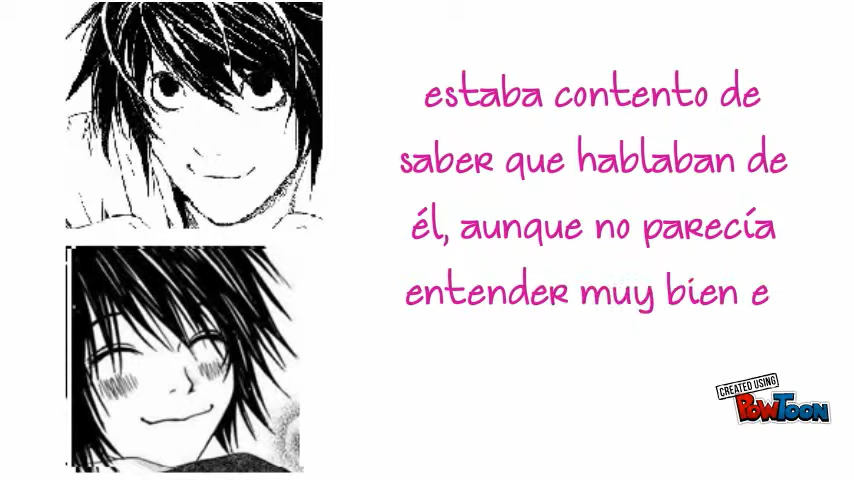 estaba contento de
saber que hablaban de
él, aunque no parecía
entender muy bien e
CREATED USING
POWTOON